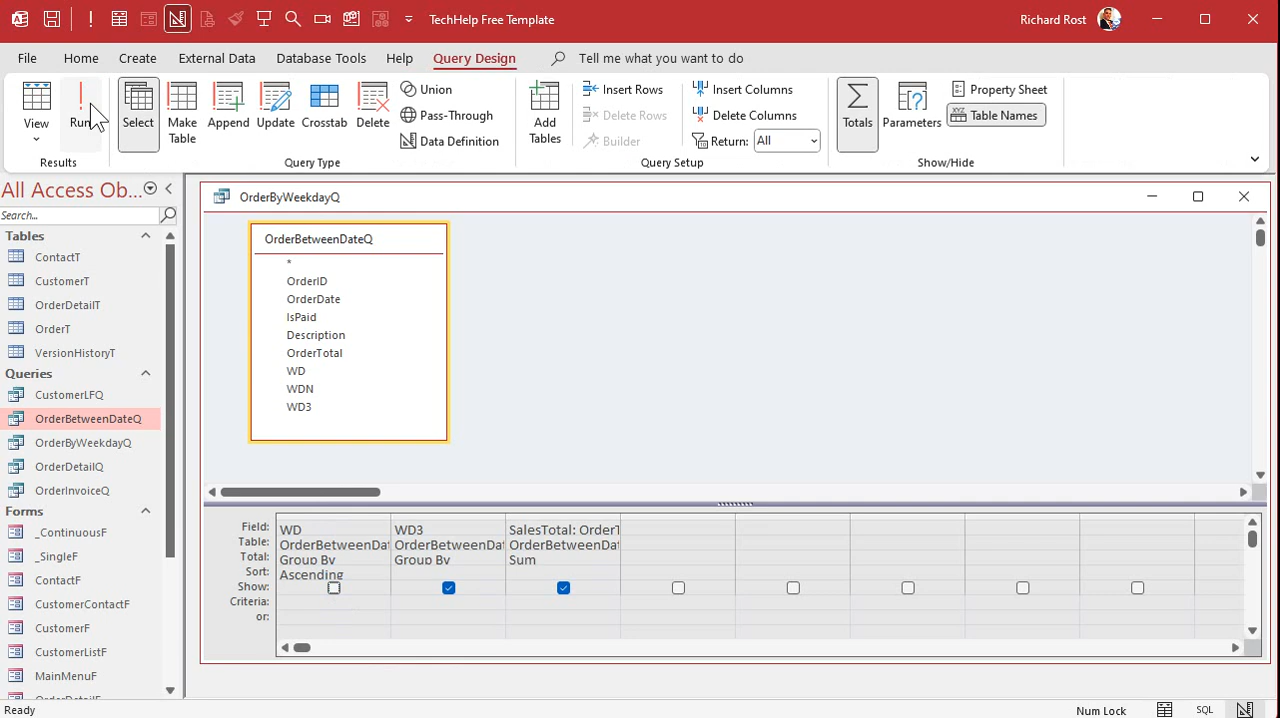 TechHelp Free Template
Richard Rost
File Home Create External Data Database Tools Help Query Design Tell me what you want to do
View
Run
Select
Make Table
Append
Update
Crosstab
Delete
Union
Pass-Through
Data Definition
Add Tables
Insert Rows
Delete Rows
Builder
Insert Columns
Delete Columns
Return: All
Totals
Parameters
Property Sheet
Table Names
Results
Query Type
Query Setup
Show/Hide
All Access Ob...
Search...
Tables
ContactT
CustomerT
OrderDetailT
OrderT
VersionHistoryT
Queries
CustomerLFQ
OrderBetweenDateQ
OrderByWeekdayQ
OrderDetailQ
OrderInvoiceQ
Forms
_ContinuousF
_SingleF
ContactF
CustomerContactF
CustomerF
CustomerListF
MainMenuF
OrderDetailF
OrderByWeekdayQ
OrderBetweenDateQ
*
OrderID
OrderDate
IsPaid
Description
OrderTotal
WD
WDN
WD3
Field: WD WD3 SalesTotal: OrderT
Table: OrderBetweenDat OrderBetweenDat OrderBetweenDat
Total: Group By Group By Sum
Sort: Ascending
Show:
Criteria:
or:
Ready
Num Lock
SQL